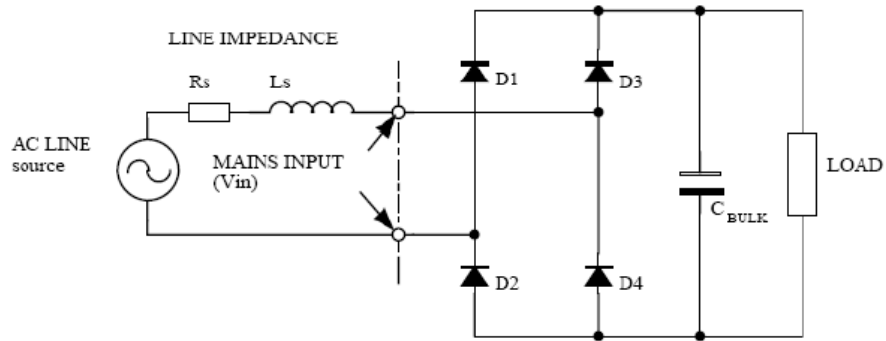 LINE IMPEDANCE
Rs
Ls
D1
D3
AC LINE
source
MAINS INPUT
(Vin)
LOAD
C BULK
D2
D4